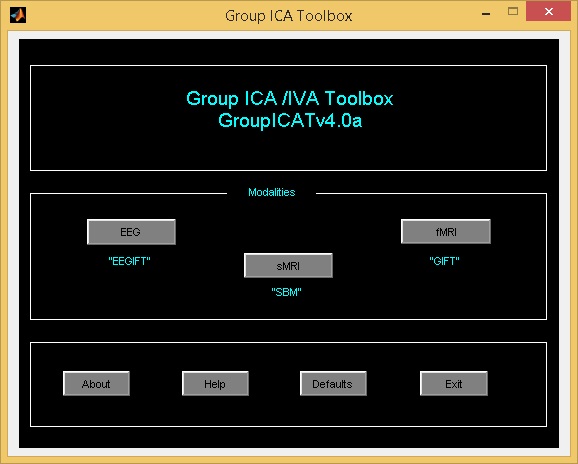 Group ICA Toolbox
Group ICA /IVA Toolbox
GroupICATv4.0a
Modalities
EEG
fMRI
"EEGIFT"
sMRI
"GIFT"
"SBM"
About Help Defaults Exit